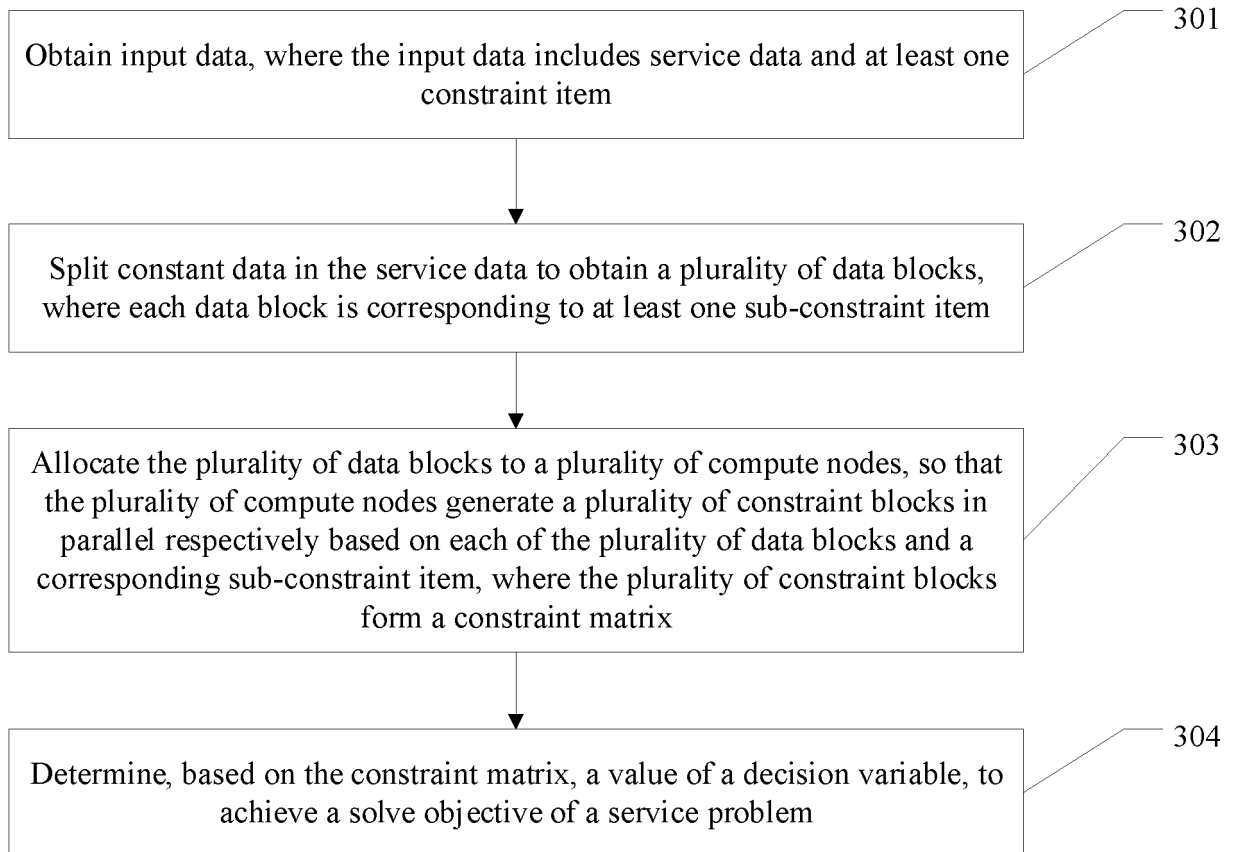 301
Obtain input data, where the input data includes service data and at least one
constraint item
302
Split constant data in the service data to obtain a plurality of data blocks,
where each data block is corresponding to at least one sub-constraint item
303
Allocate the plurality of data blocks to a plurality of compute nodes, so that
the plurality of compute nodes generate a plurality of constraint blocks in
parallel respectively based on each of the plurality of data blocks and a
corresponding sub-constraint item, where the plurality of constraint blocks
form a constraint matrix
304
Determine, based on the constraint matrix, a value of a decision variable, to
achieve a solve objective of a service problem